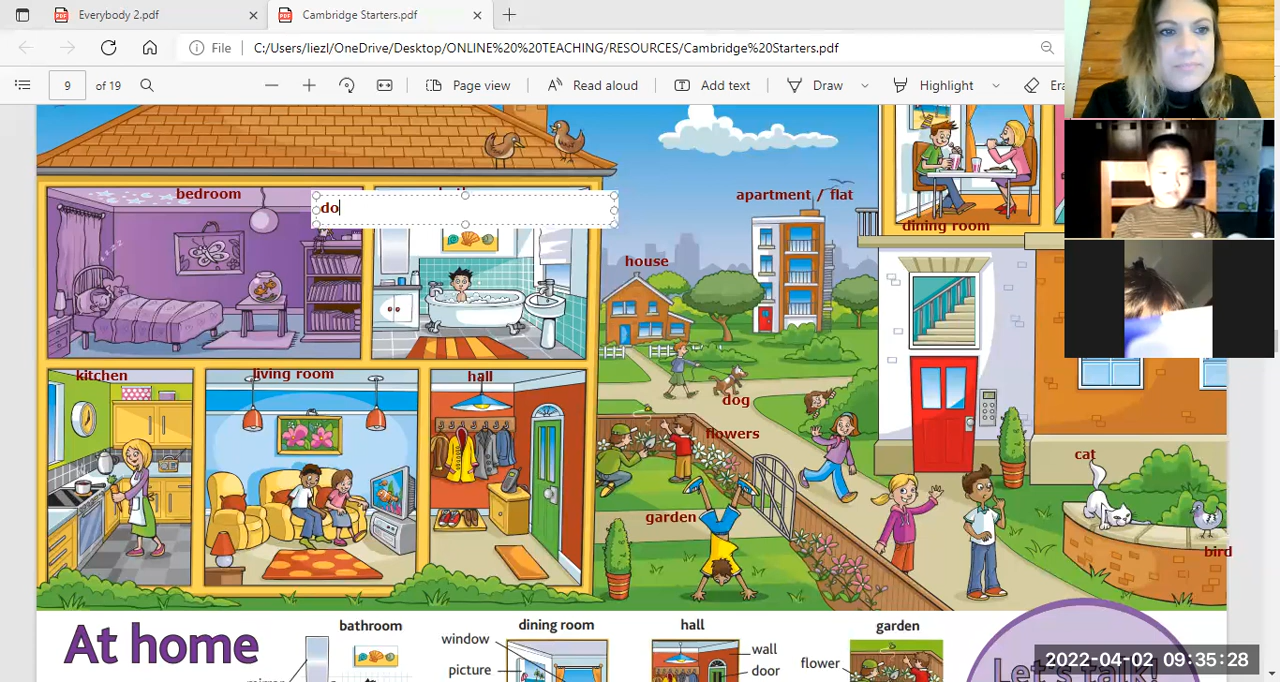 Everybody 2.pdf
Cambridge Starters.pdf
File
C:/Users/liezl/OneDrive/Desktop/ONLINE%20%20TEACHING/RESOURCES/Cambridge%20Starters.pdf
9 of 19
Page view
Read aloud
Add text
Draw
Highlight
bedroom
do
apartment / flat
dining room
house
kitchen
living room
hall
dog
flowers
cat
garden
bird
At home
bathroom
window
picture
dining room
hall
wall
door
garden
flower
Let's talk!
2022-04-02 09:35:28